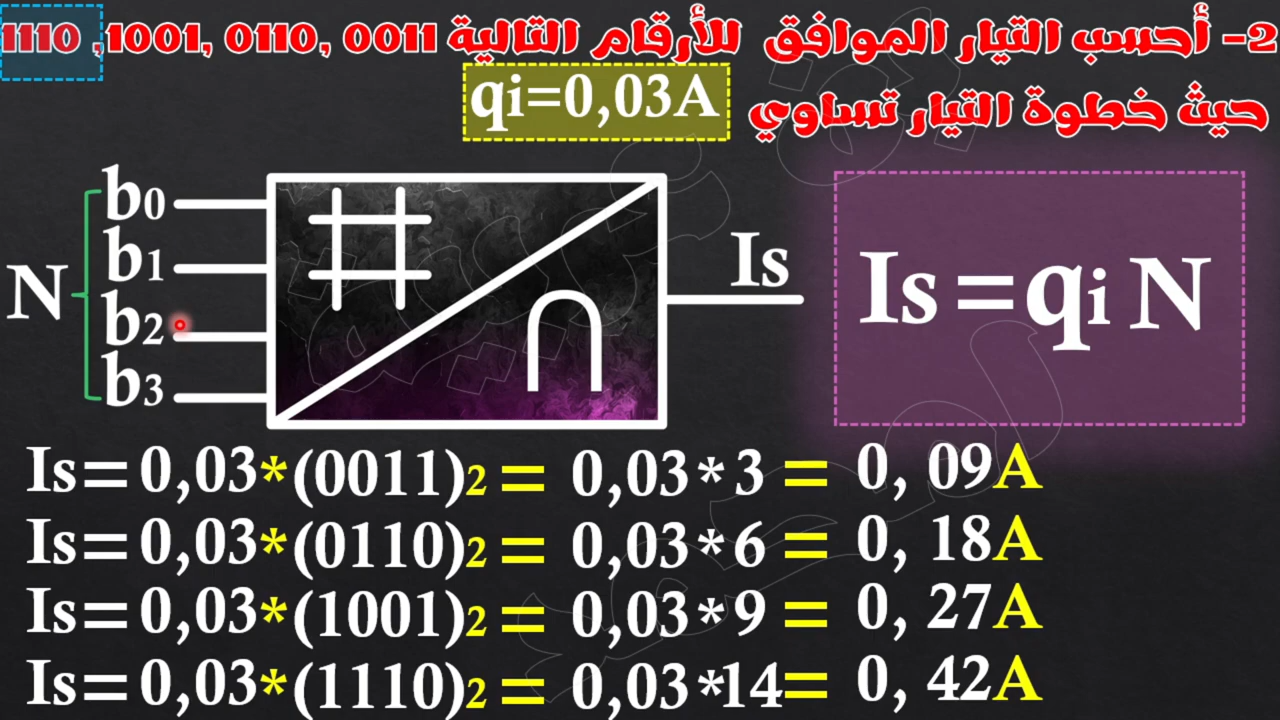 2- أحسب التيار الموافق للأرقام التالية 0011 ,0110 ,1001 ,1110
حيث خطوة التيار تساوي qi=0,03A
b0
b1
N
b2
b3
Is
Is=qi N
Is=0,03*(0011)2 = 0,03*3 = 0, 09A
Is=0,03*(0110)2 = 0,03*6 = 0, 18A
Is=0,03*(1001)2 = 0,03*9 = 0, 27A
Is=0,03*(1110)2 = 0,03*14= 0, 42A